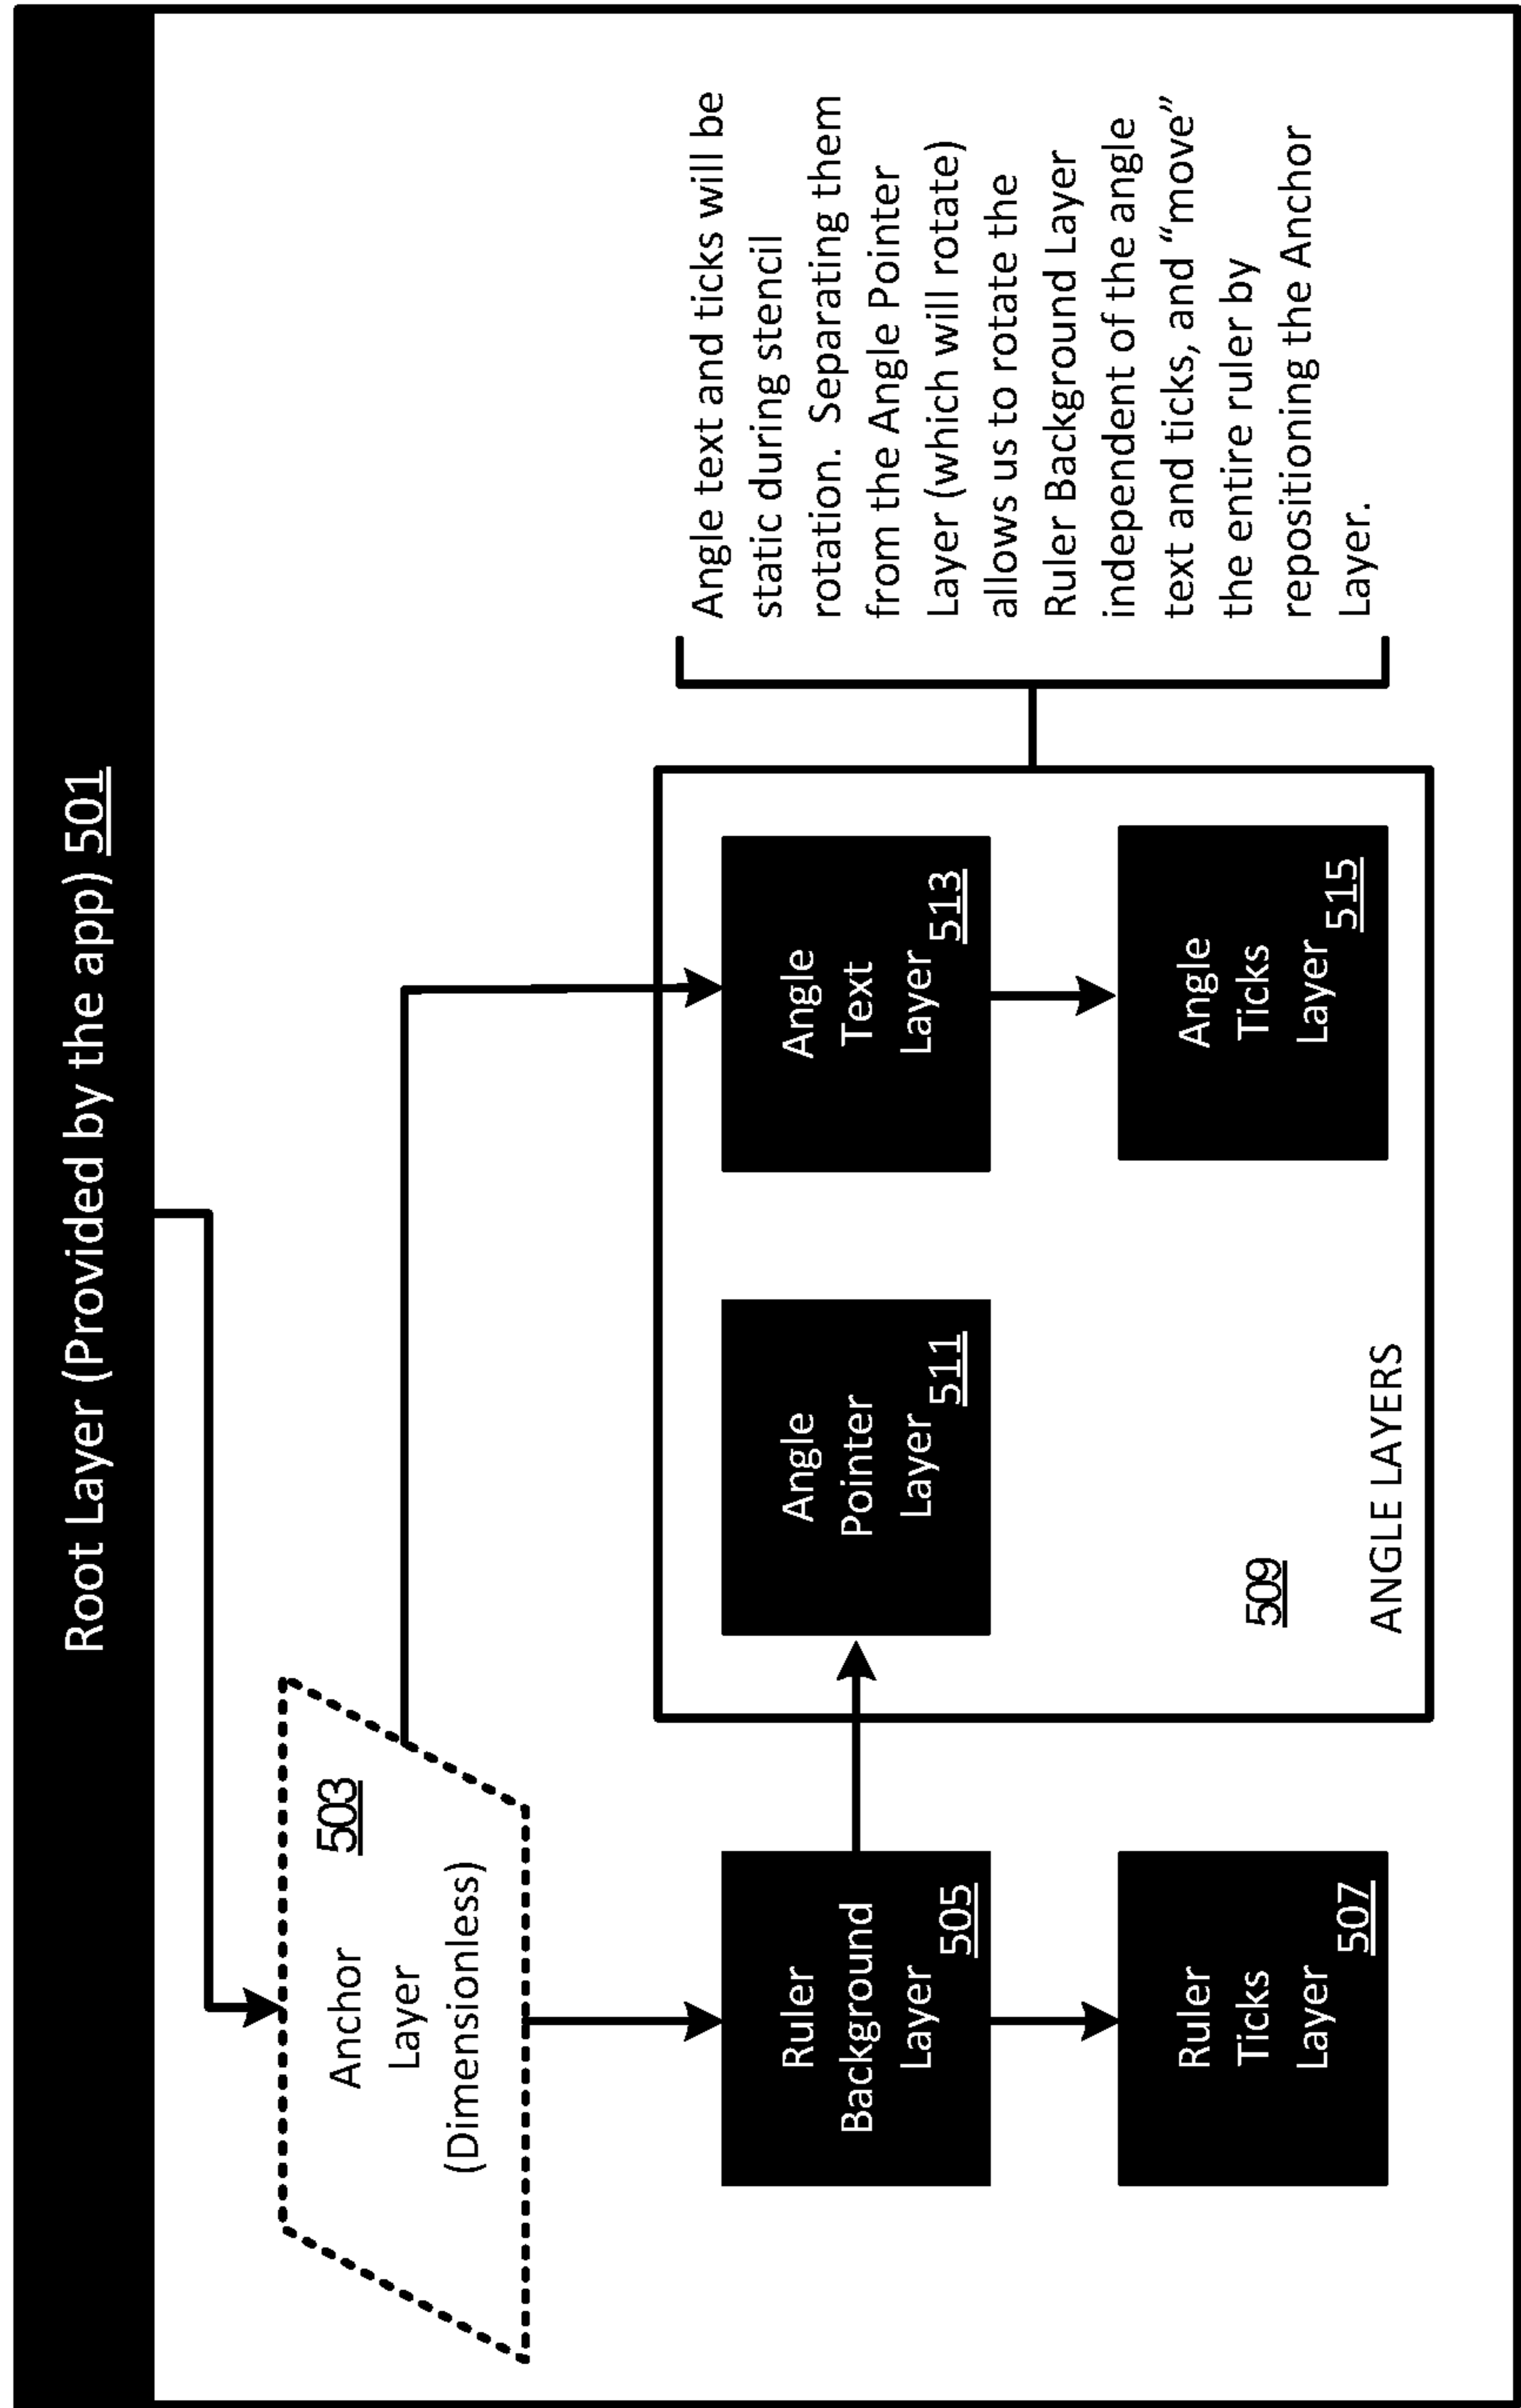 Root Layer (Provided by the app) 501
503
Anchor
Layer
(Dimensionless)
Ruler
Background
Layer 505
Ruler
Ticks
Layer 507
Angle
Pointer
Layer 511
Angle
Text
Layer 513
Angle
Ticks
Layer 515
509
ANGLE LAYERS
Angle text and ticks will be
static during stencil
rotation.  Separating them
from the Angle Pointer
Layer (which will rotate)
allows us to rotate the
Ruler Background Layer
independent of the angle
text and ticks, and “move”
the entire ruler by
repositioning the Anchor
Layer.